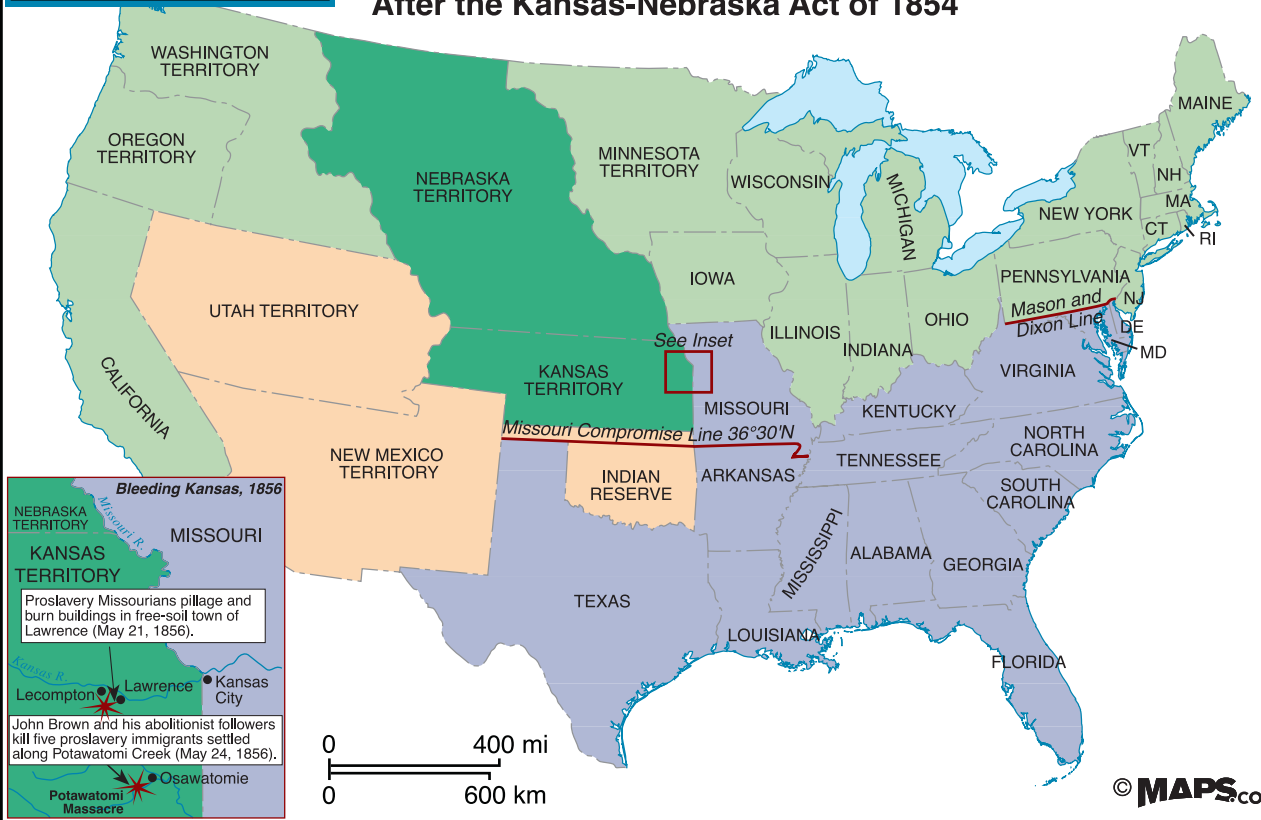 After the Kansas-Nebraska Act of 1854
WASHINGTON
TERRITORY
OREGON
TERRITORY
NEBRASKA
TERRITORY
MINNESOTA
TERRITORY
WISCONSIN
MICHIGAN
MAINE
VT
NH
MA
NEW YORK
CT
RI
IOWA
PENNSYLVANIA
NJ
Mason and
Dixon Line
UTAH TERRITORY
ILLINOIS
INDIANA
OHIO
DE
MD
See Inset
KANSAS
TERRITORY
VIRGINIA
CALIFORNIA
MISSOURI
KENTUCKY
Missouri Compromise Line 36°30'N
NORTH
CAROLINA
NEW MEXICO
TERRITORY
INDIAN
RESERVE
ARKANSAS
TENNESSEE
SOUTH
CAROLINA
MISSISSIPPI
ALABAMA
GEORGIA
TEXAS
LOUISIANA
FLORIDA
Bleeding Kansas, 1856
NEBRASKA
TERRITORY
Missouri R.
MISSOURI
KANSAS
TERRITORY
Proslavery Missourians pillage and
burn buildings in free-soil town of
Lawrence (May 21, 1856).
Kansas R.
Lecompton
Lawrence
Kansas
City
John Brown and his abolitionist followers
kill five proslavery immigrants settled
along Potawatomi Creek (May 24, 1856).
Osawatomie
Potawatomi
Massacre
0 400 mi
0 600 km
© MAPS.co